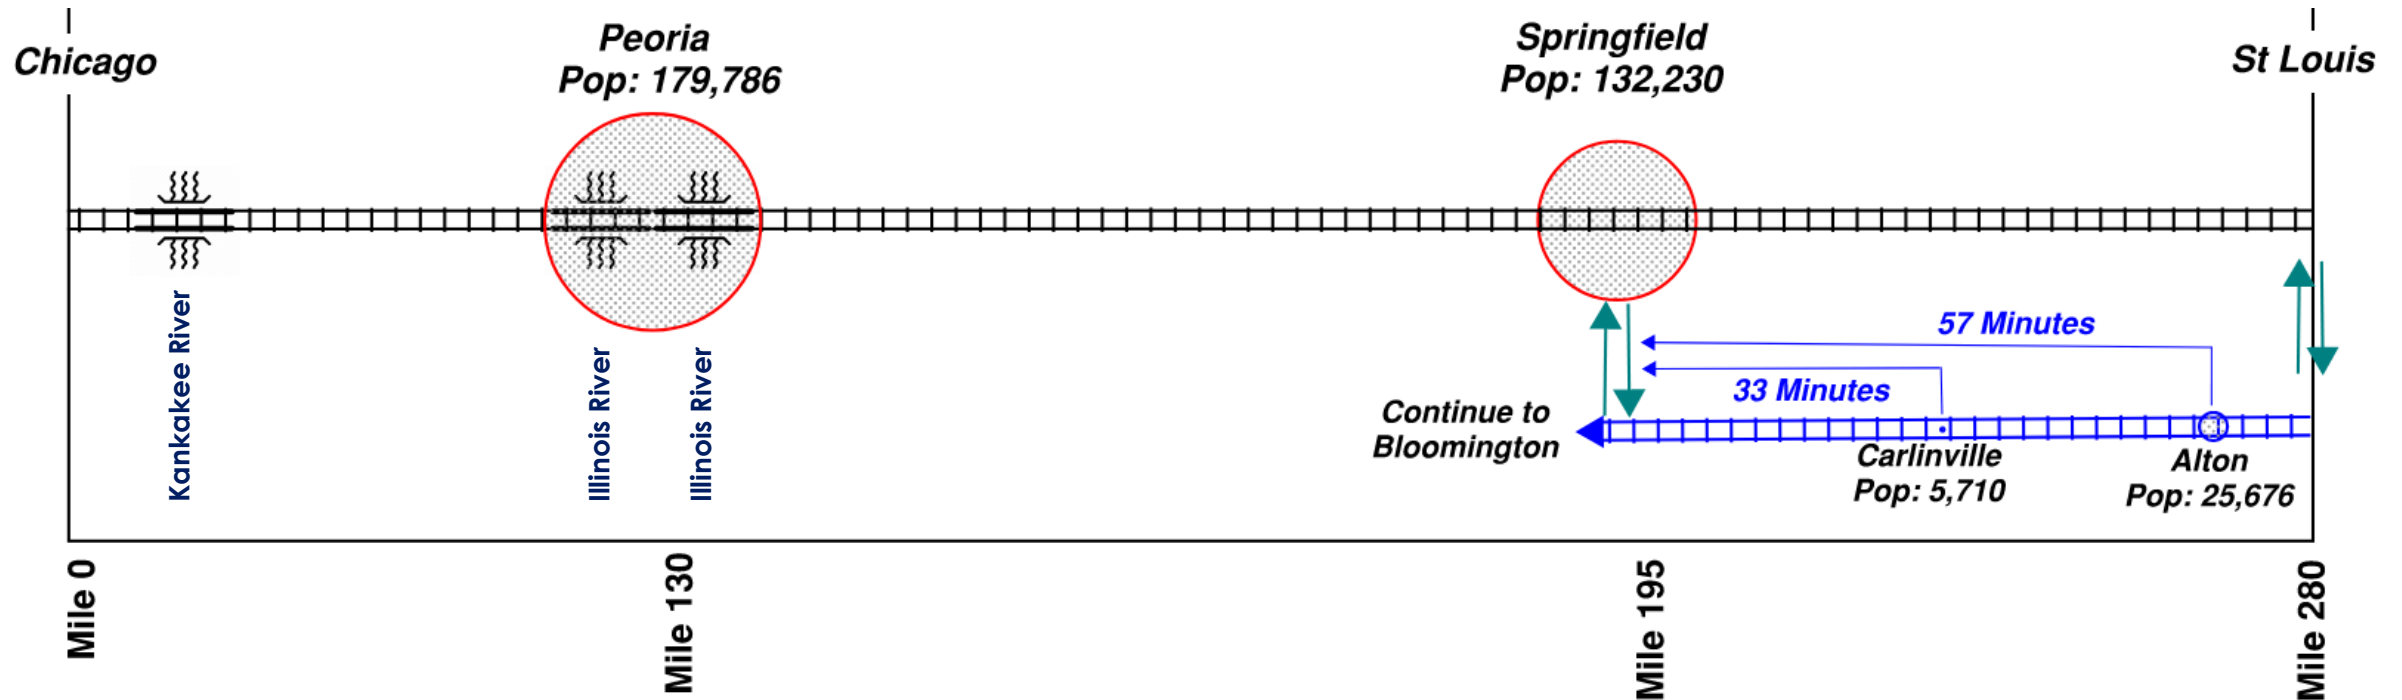 Chicago
Peoria
Pop: 179,786
Springfield
Pop: 132,230
St Louis
Kankakee River
Illinois River
Illinois River
57 Minutes
33 Minutes
Continue to
Bloomington
Carlinville
Pop: 5,710
Alton
Pop: 25,676
Mile 0
Mile 130
Mile 195
Mile 280